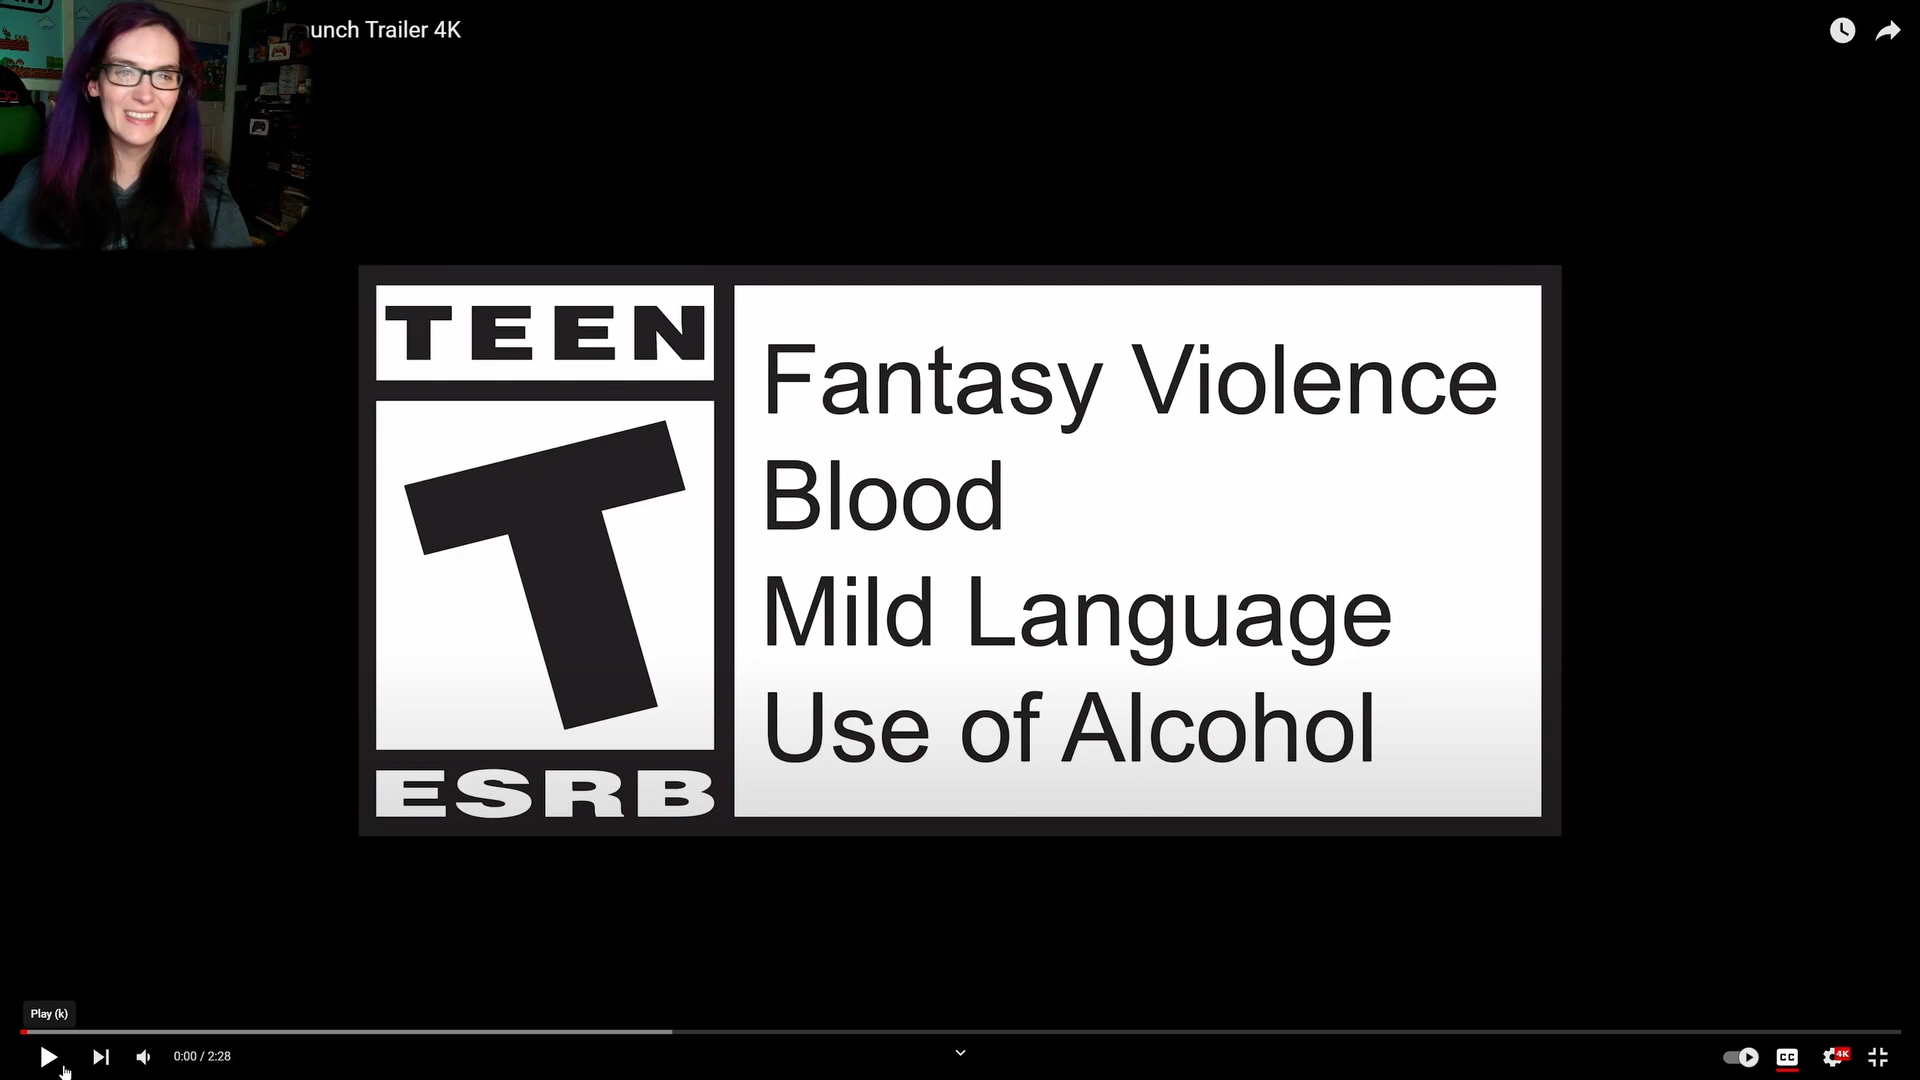 unch Trailer 4K
TEEN
T
ESRB
Fantasy Violence
Blood
Mild Language
Use of Alcohol
Play (k)
0:00 / 2:28
CC
4K